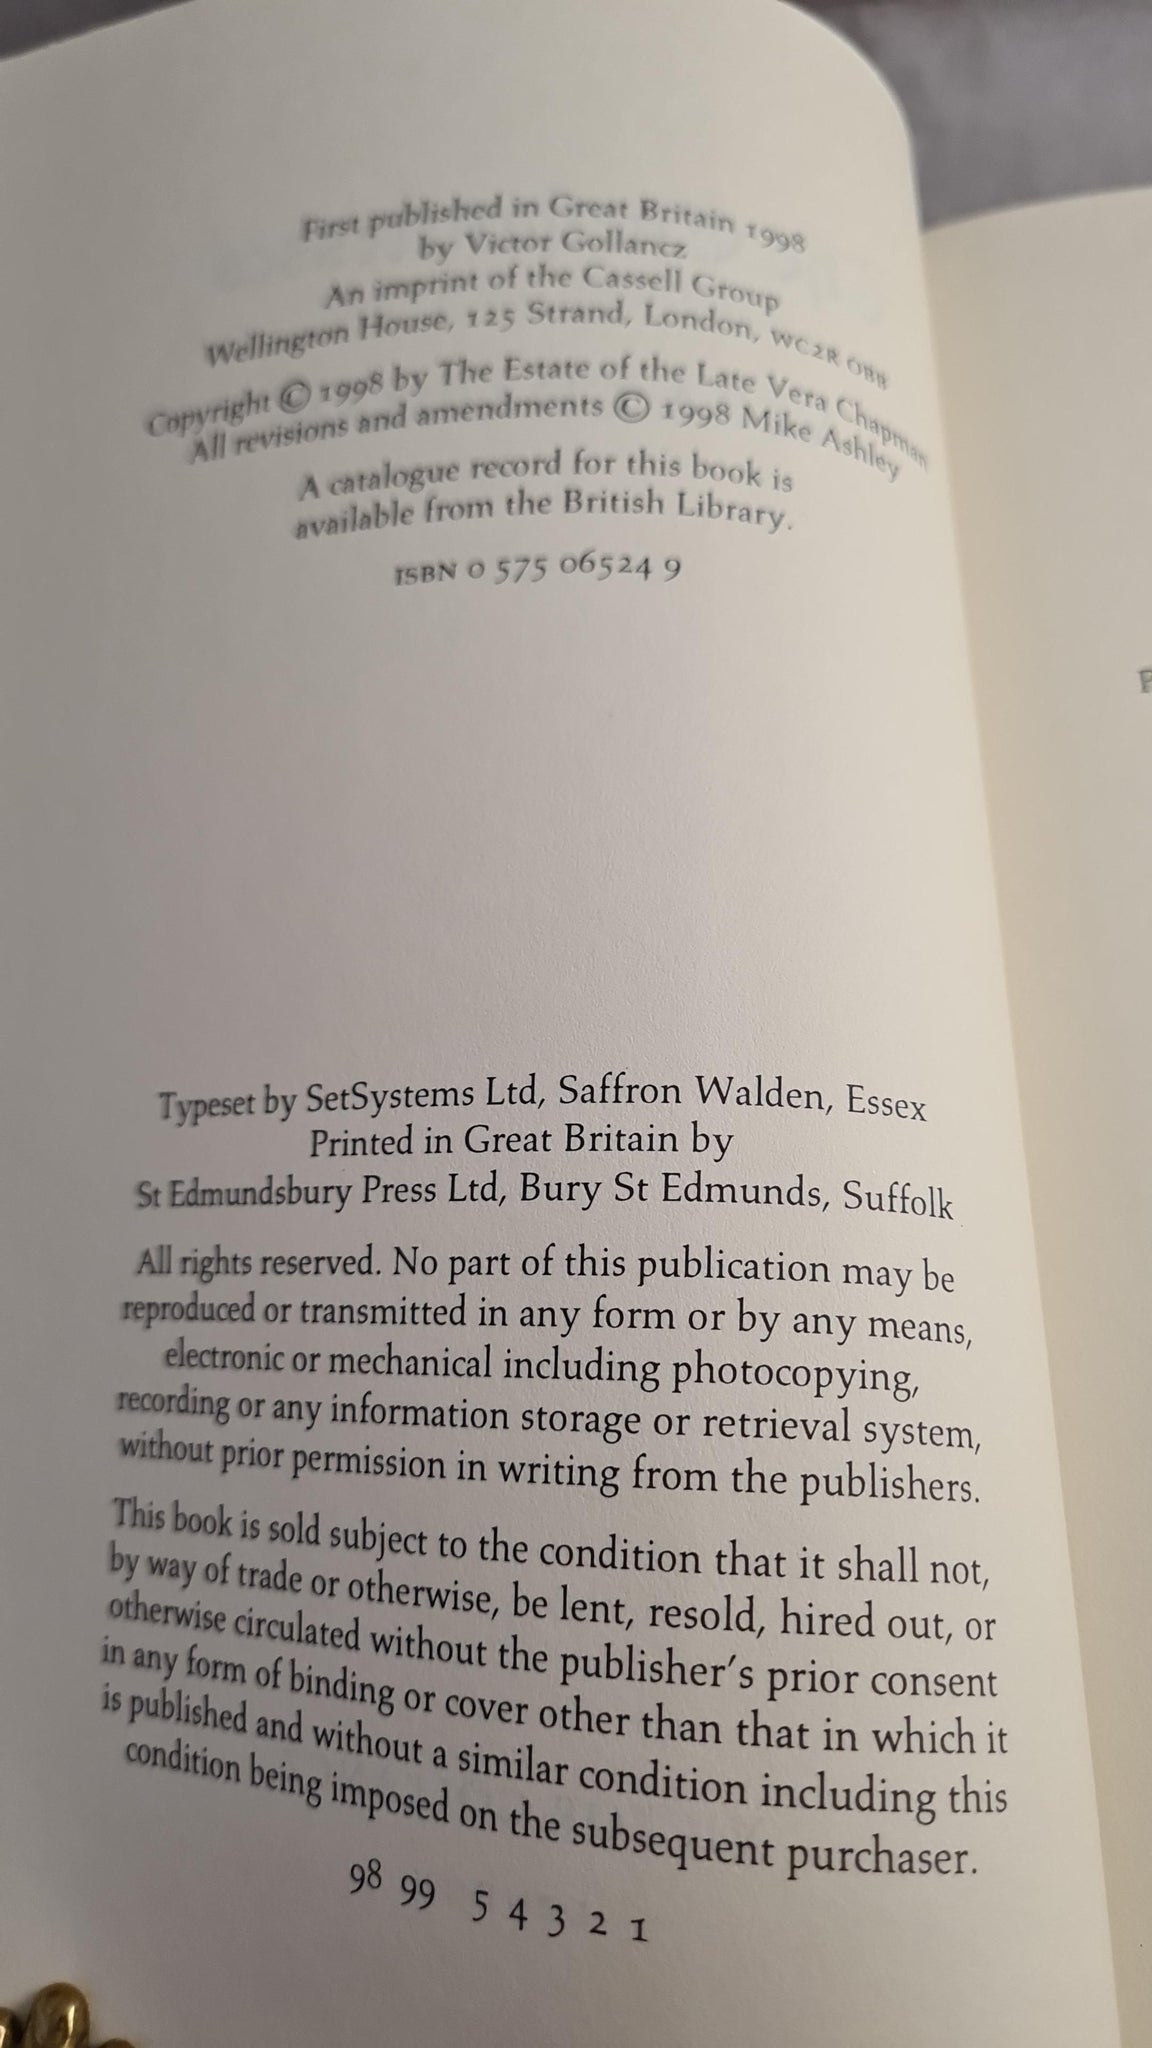 First published in Great Britain 1998
by Victor Gollancz
An imprint of the Cassell Group
Wellington House, 125 Strand, London, WC2R 0BB
Copyright © 1998 by The Estate of the Late Vera Chapman
All revisions and amendments © 1998 Mike Ashley
A catalogue record for this book is
available from the British Library.
ISBN 0 575 06524 9
Typeset by SetSystems Ltd, Saffron Walden, Essex
Printed in Great Britain by
St Edmundsbury Press Ltd, Bury St Edmunds, Suffolk
All rights reserved. No part of this publication may be
reproduced or transmitted in any form or by any means,
electronic or mechanical including photocopying,
recording or any information storage or retrieval system,
without prior permission in writing from the publishers.
This book is sold subject to the condition that it shall not,
by way of trade or otherwise, be lent, resold, hired out, or
otherwise circulated without the publisher's prior consent
in any form of binding or cover other than that in which it
is published and without a similar condition including this
condition being imposed on the subsequent purchaser.
98 99 5 4 3 2 1